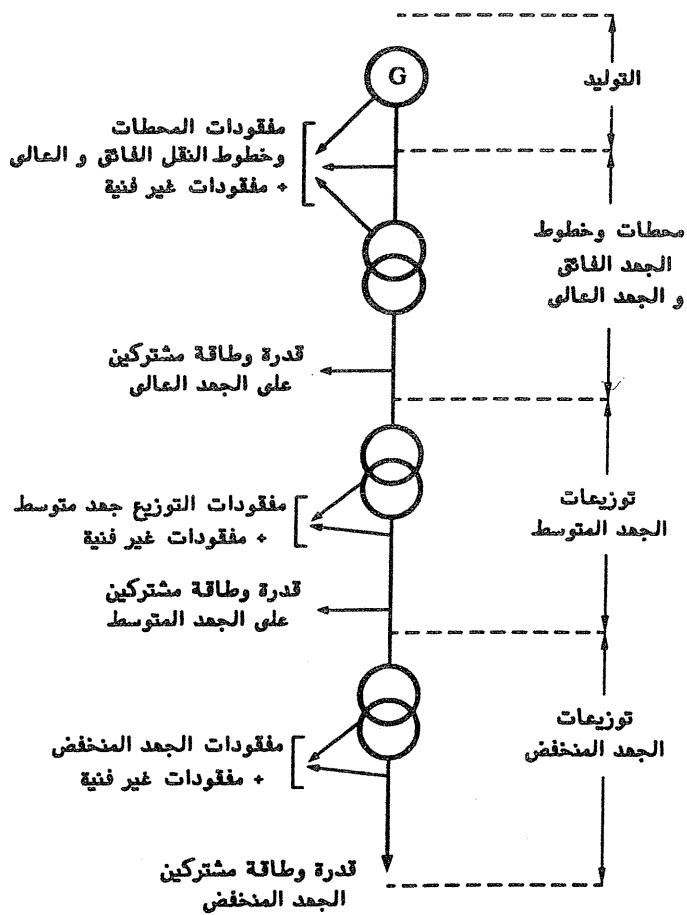 G
التوليد
مفقودات المحطات
وخطوط النقل الفائق و العالى
+ مفقودات غير فنية
محطات وخطوط
الجهد الفائق
و الجهد العالى
قدرة وطاقة مشتركين
على الجهد العالى
توزيعات
الجهد المتوسط
مفقودات التوزيع جهد متوسط
+ مفقودات غير فنية
قدرة وطاقة مشتركين
على الجهد المتوسط
توزيعات
الجهد المنخفض
مفقودات الجهد المنخفض
+ مفقودات غير فنية
قدرة وطاقة مشتركين
الجهد المنخفض